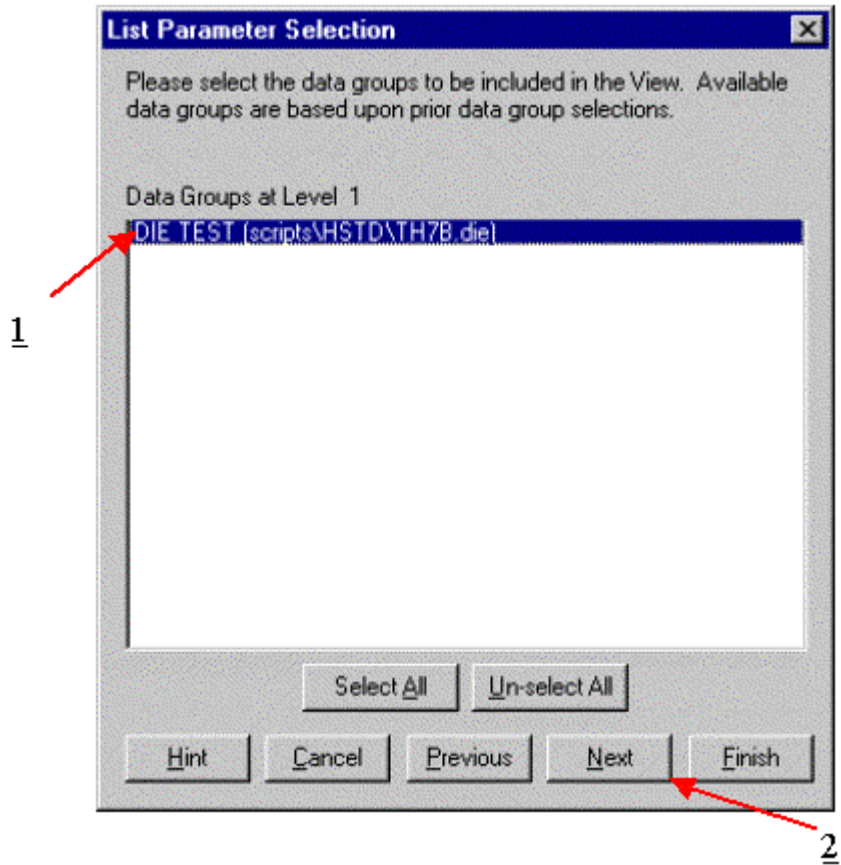 List Parameter Selection
Please select the data groups to be included in the View. Available
data groups are based upon prior data group selections.
Data Groups at Level 1
DIE TEST (scripts\HSTD\TH7B.die)
1
Select All
Un-select All
Hint
Cancel
Previous
Next
Finish
2